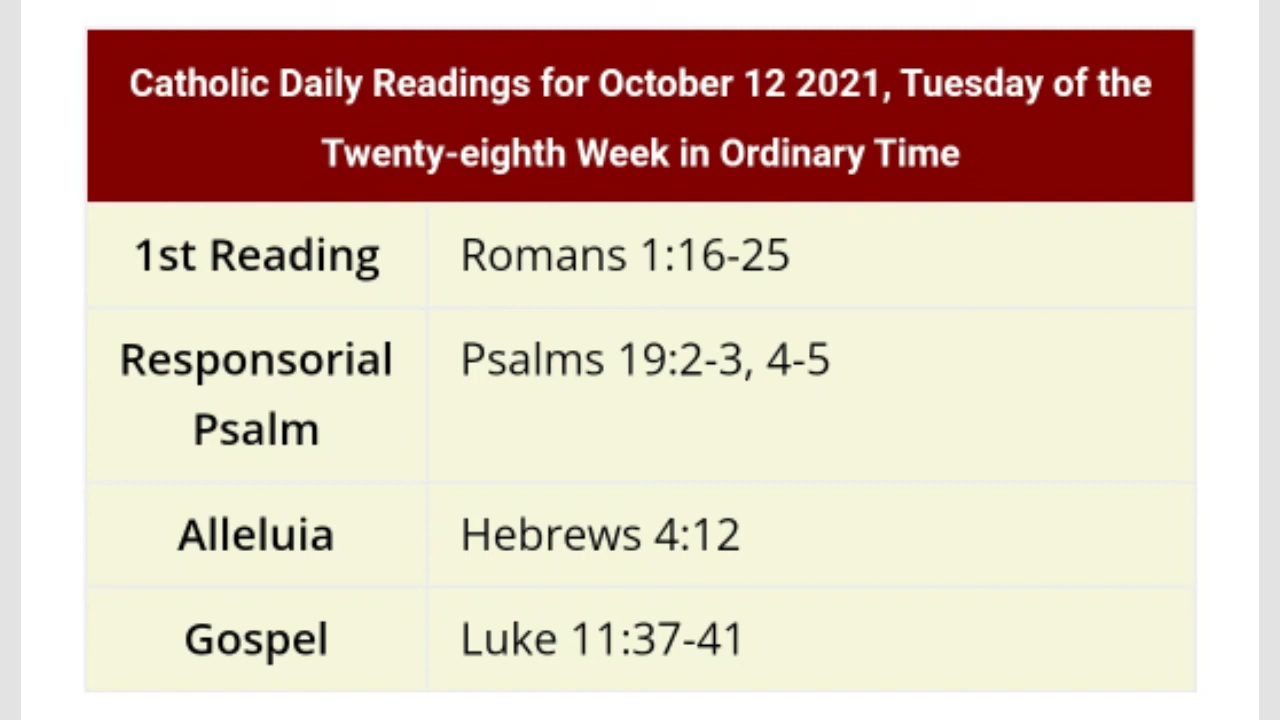 Catholic Daily Readings for October 12 2021, Tuesday of the
Twenty-eighth Week in Ordinary Time
1st Reading
Romans 1:16-25
Responsorial
Psalm
Psalms 19:2-3, 4-5
Alleluia
Hebrews 4:12
Gospel
Luke 11:37-41